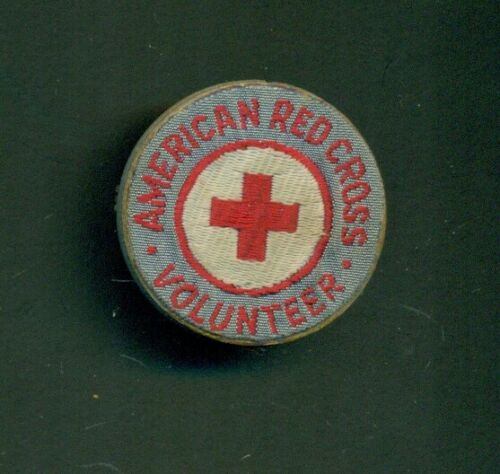 · AMERICAN RED CROSS ·
VOLUNTEER